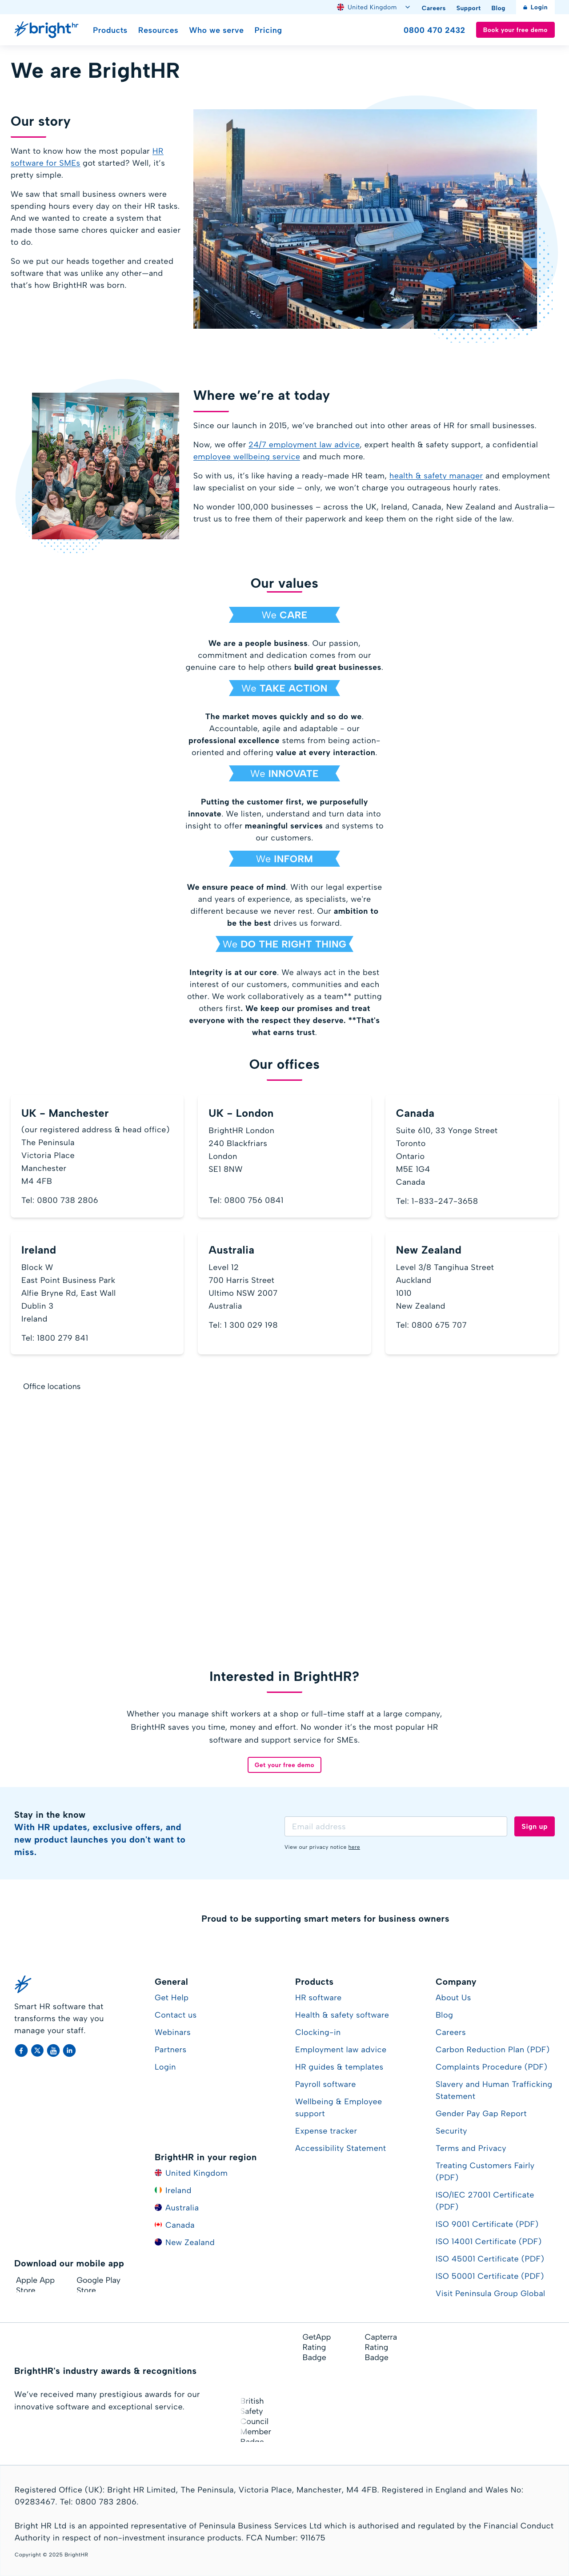 United Kingdom
Careers
Support
Blog
Login
brighthr
Products
Resources
Who we serve
Pricing
0800 470 2432
Book your free demo
We are BrightHR
Our story
Want to know how the most popular HR
software for SMEs got started? Well, it's
pretty simple.
We saw that small business owners were
spending hours every day on their HR tasks.
And we wanted to create a system that
made those same chores quicker and easier
to do.
So we put our heads together and created
software that was unlike any other—and
that's how BrightHR was born.
Where we're at today
Since our launch in 2015, we've branched out into other areas of HR for small businesses.
Now, we offer 24/7 employment law advice, expert health & safety support, a confidential
employee wellbeing service and much more.
So with us, it's like having a ready-made HR team, health & safety manager and employment
law specialist on your side – only, we won't charge you outrageous hourly rates.
No wonder 100,000 businesses – across the UK, Ireland, Canada, New Zealand and Australia—
trust us to free them of their paperwork and keep them on the right side of the law.
Our values
We CARE
We are a people business. Our passion,
commitment and dedication comes from our
genuine care to help others build great businesses.
We TAKE ACTION
The market moves quickly and so do we.
Accountable, agile and adaptable - our
professional excellence stems from being action-
oriented and offering value at every interaction.
We INNOVATE
Putting the customer first, we purposefully
innovate. We listen, understand and turn data into
insight to offer meaningful services and systems to
our customers.
We INFORM
We ensure peace of mind. With our legal expertise
and years of experience, as specialists, we're
different because we never rest. Our ambition to
be the best drives us forward.
We DO THE RIGHT THING
Integrity is at our core. We always act in the best
interest of our customers, communities and each
other. We work collaboratively as a team** putting
others first. We keep our promises and treat
everyone with the respect they deserve. **That's
what earns trust.
Our offices
UK - Manchester
(our registered address & head office)
The Peninsula
Victoria Place
Manchester
M4 4FB
Tel: 0800 738 2806
UK - London
BrightHR London
240 Blackfriars
London
SE1 8NW
Tel: 0800 756 0841
Canada
Suite 610, 33 Yonge Street
Toronto
Ontario
M5E 1G4
Canada
Tel: 1-833-247-3658
Ireland
Block W
East Point Business Park
Alfie Bryne Rd, East Wall
Dublin 3
Ireland
Tel: 1800 279 841
Australia
Level 12
700 Harris Street
Ultimo NSW 2007
Australia
Tel: 1 300 029 198
New Zealand
Level 3/8 Tangihua Street
Auckland
1010
New Zealand
Tel: 0800 675 707
Office locations
Interested in BrightHR?
Whether you manage shift workers at a shop or full-time staff at a large company,
BrightHR saves you time, money and effort. No wonder it's the most popular HR
software and support service for SMEs.
Get your free demo
Stay in the know
With HR updates, exclusive offers, and
new product launches you don't want to
miss.
Email address
Sign up
View our privacy notice here
Proud to be supporting smart meters for business owners
Smart HR software that
transforms the way you
manage your staff.
General
Get Help
Contact us
Webinars
Partners
Login
BrightHR in your region
United Kingdom
Ireland
Australia
Canada
New Zealand
Products
HR software
Health & safety software
Clocking-in
Employment law advice
HR guides & templates
Payroll software
Wellbeing & Employee
support
Expense tracker
Accessibility Statement
Company
About Us
Blog
Careers
Carbon Reduction Plan (PDF)
Complaints Procedure (PDF)
Slavery and Human Trafficking
Statement
Gender Pay Gap Report
Security
Terms and Privacy
Treating Customers Fairly
(PDF)
ISO/IEC 27001 Certificate
(PDF)
ISO 9001 Certificate (PDF)
ISO 14001 Certificate (PDF)
ISO 45001 Certificate (PDF)
ISO 50001 Certificate (PDF)
Visit Peninsula Group Global
Download our mobile app
Apple App
Store
Google Play
Store
GetApp
Rating
Badge
Capterra
Rating
Badge
BrightHR's industry awards & recognitions
We've received many prestigious awards for our
innovative software and exceptional service.
British
Safety
Council
Member
Badge
Registered Office (UK): Bright HR Limited, The Peninsula, Victoria Place, Manchester, M4 4FB. Registered in England and Wales No:
09283467. Tel: 0800 783 2806.
Bright HR Ltd is an appointed representative of Peninsula Business Services Ltd which is authorised and regulated by the Financial Conduct
Authority in respect of non-investment insurance products. FCA Number: 911675
Copyright © 2025 BrightHR